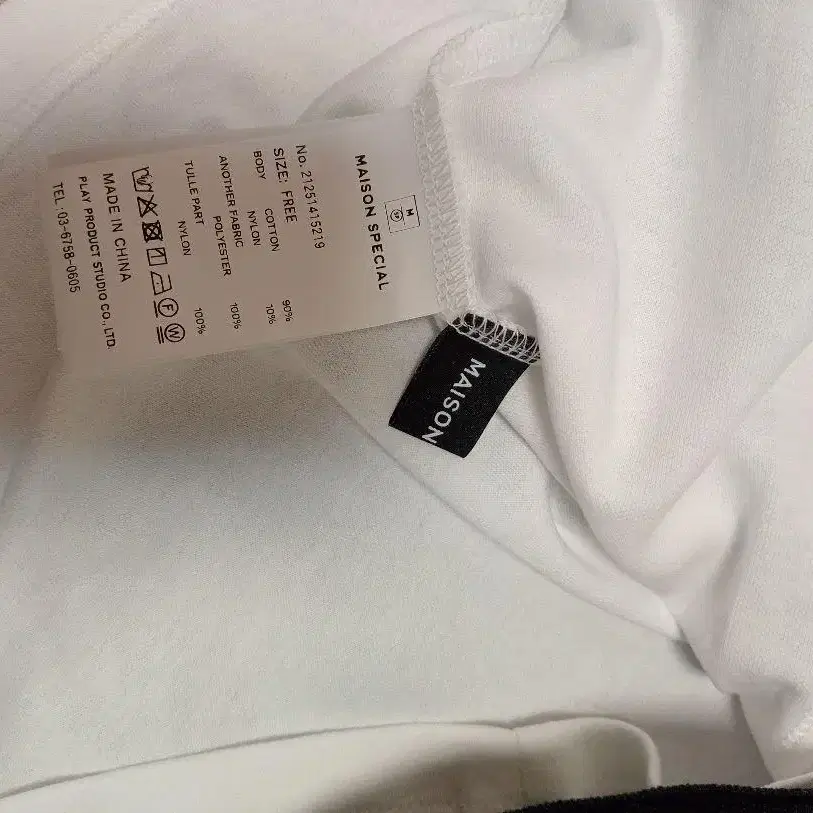 M
MAISON SPECIAL
No. 21251415219
SIZE: FREE
BODY COTTON 90%
NYLON 10%
ANOTHER FABRIC
POLYESTER 100%
TULLE PART
NYLON 100%
F W
MADE IN CHINA
PLAY PRODUCT STUDIO CO., LTD.
TEL:03-6758-0605
MAISON